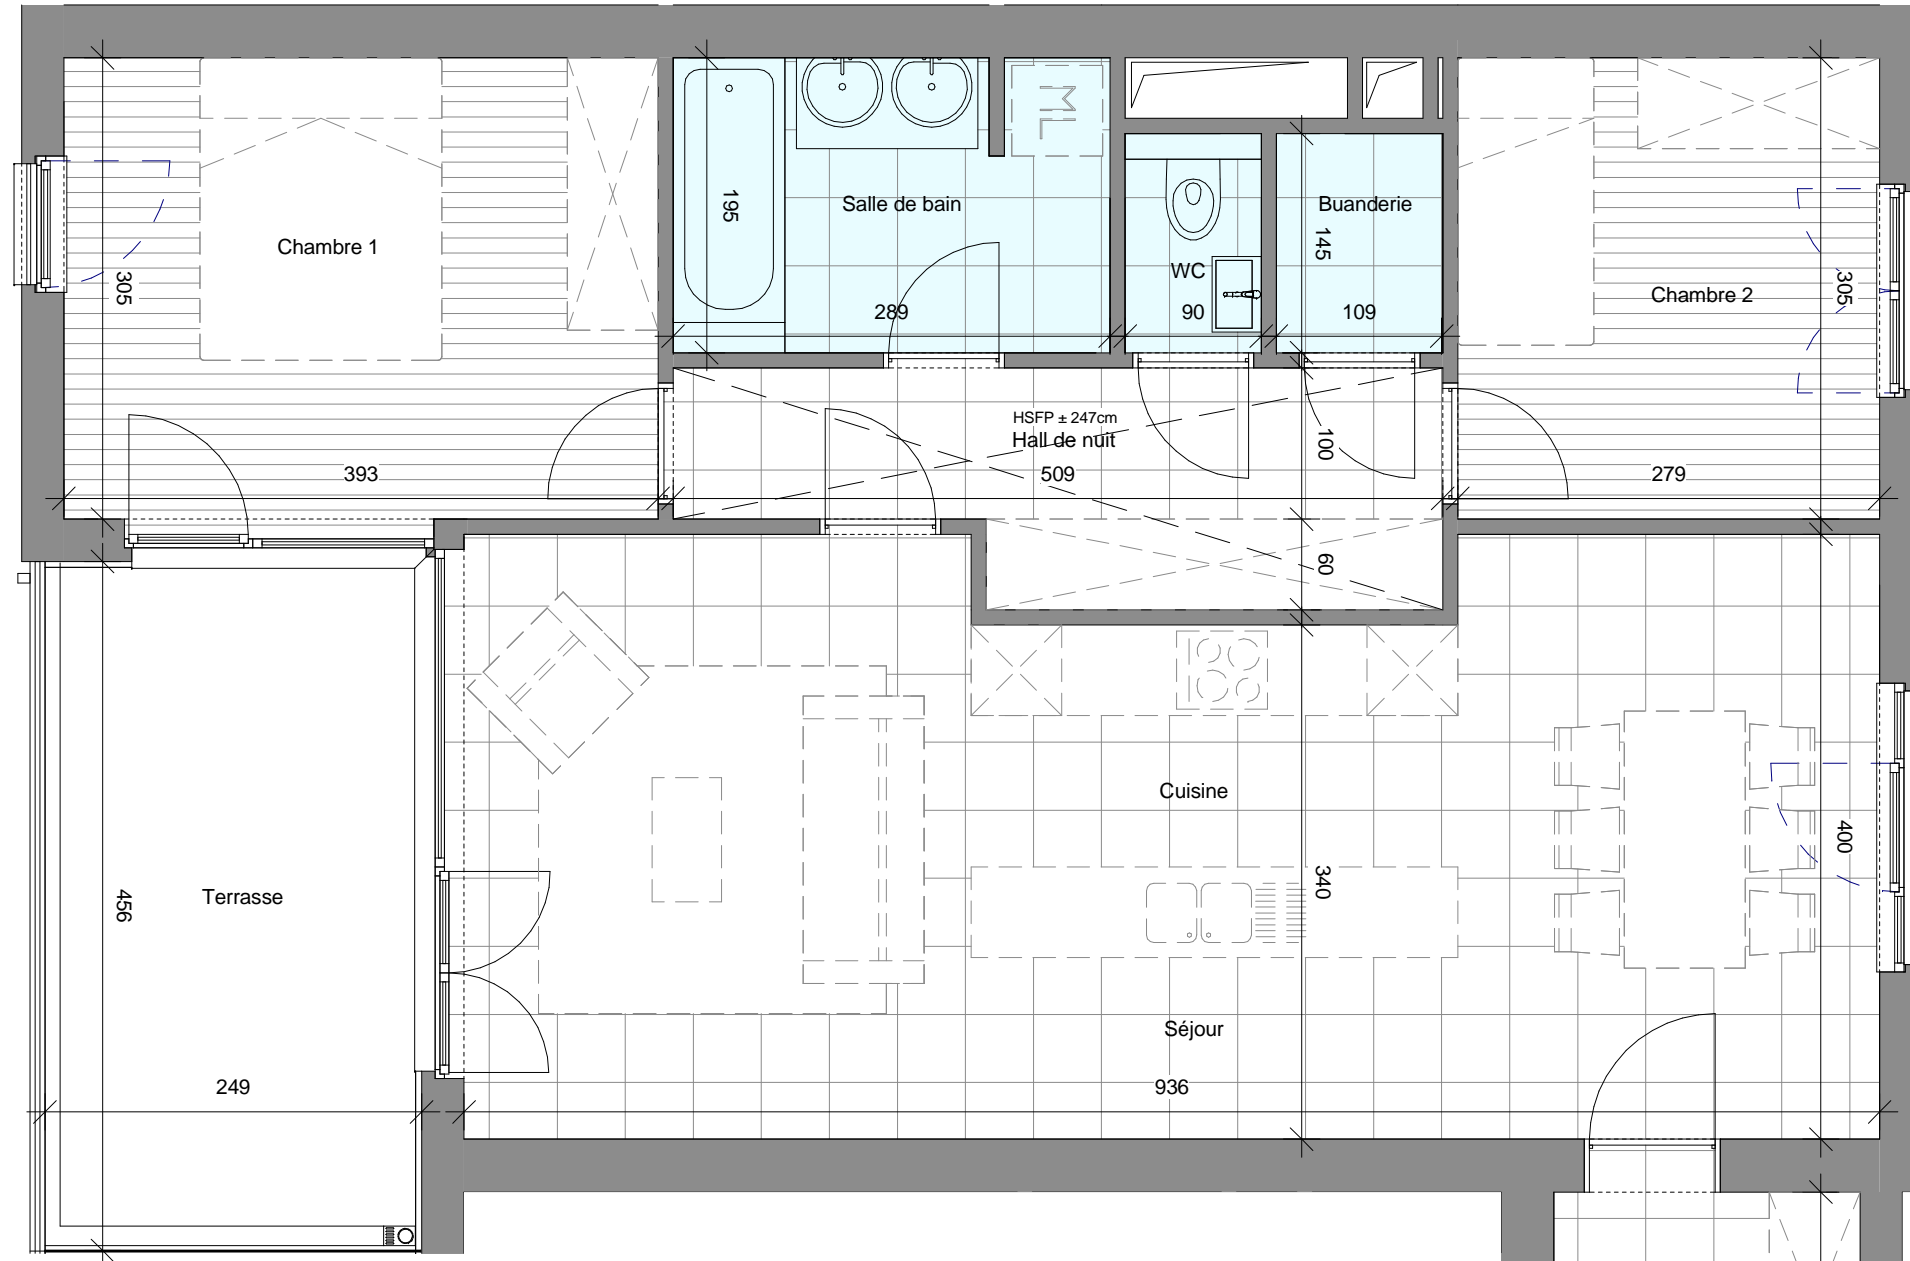 ML
195
Salle de bain
Buanderie
145
Chambre 1
WC
305
Chambre 2
305
289
90
109
HSFP ± 247cm
Hall de nuit
100
393
509
279
60
Cuisine
400
340
Terrasse
456
Séjour
249
936